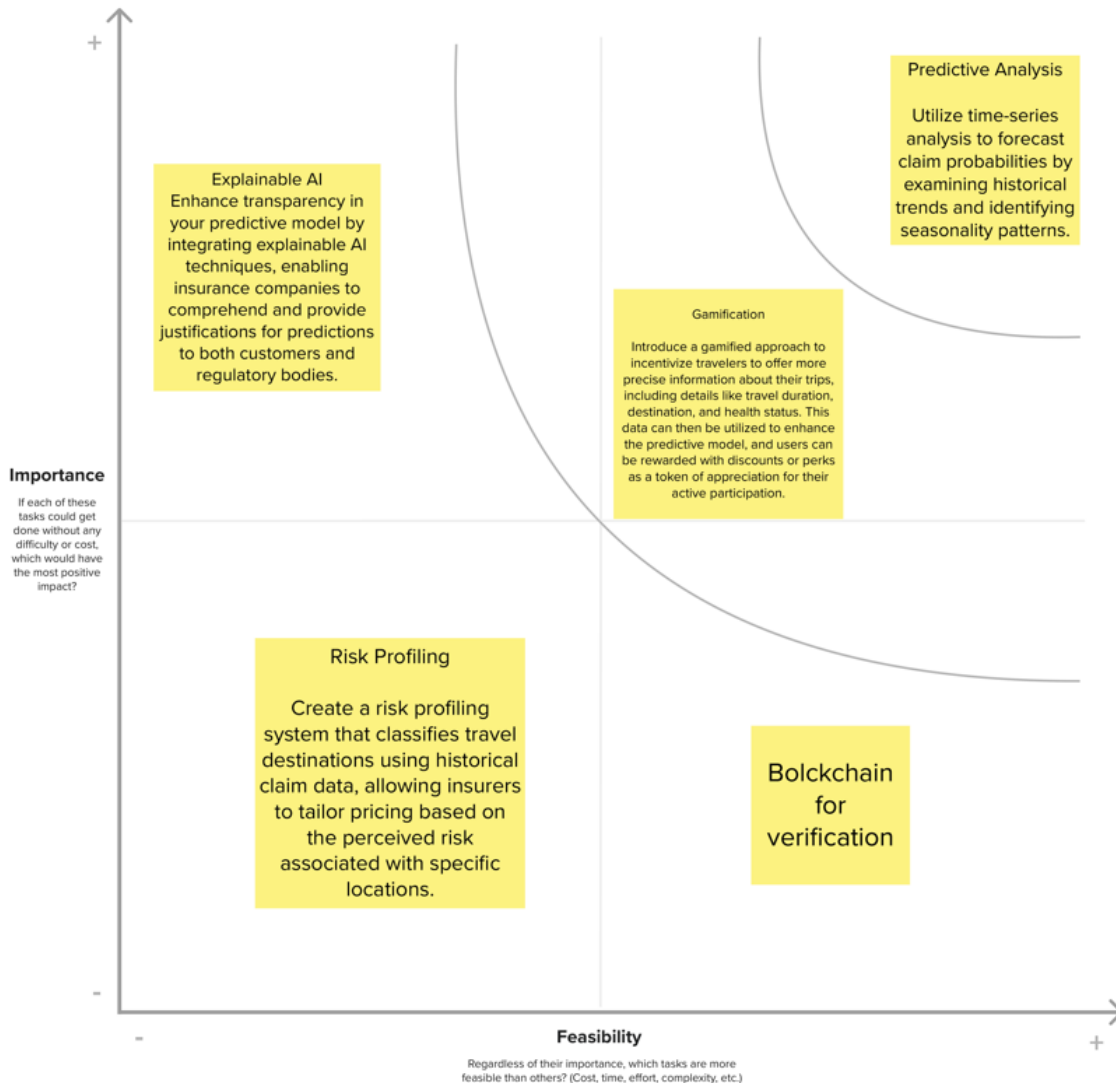 +
Predictive Analysis
Utilize time-series
analysis to forecast
claim probabilities by
examining historical
trends and identifying
seasonality patterns.
Explainable AI
Enhance transparency in
your predictive model by
integrating explainable AI
techniques, enabling
insurance companies to
comprehend and provide
justifications for predictions
to both customers and
regulatory bodies.
Gamification
Introduce a gamified approach to
incentivize travelers to offer more
precise information about their trips,
including details like travel duration,
destination, and health status. This
data can then be utilized to enhance
the predictive model, and users can
be rewarded with discounts or perks
as a token of appreciation for their
active participation.
Importance
If each of these
tasks could get
done without any
difficulty or cost,
which would have
the most positive
impact?
Risk Profiling
Create a risk profiling
system that classifies travel
destinations using historical
claim data, allowing insurers
to tailor pricing based on
the perceived risk
associated with specific
locations.
Bolckchain
for
verification
-
-
Feasibility
+
Regardless of their importance, which tasks are more
feasible than others? (Cost, time, effort, complexity, etc.)